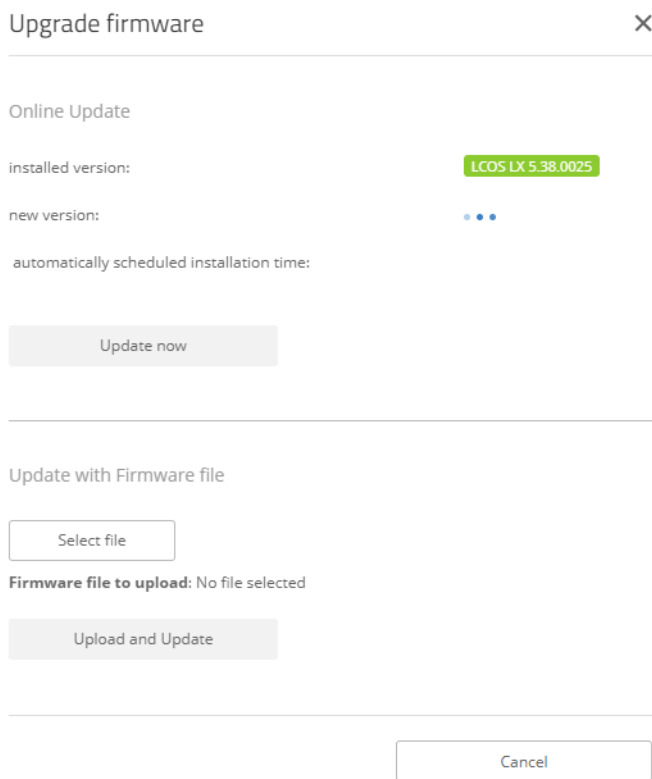 Upgrade firmware
Online Update
installed version: LCOS LX 5.38.0025
new version:
automatically scheduled installation time:
Update now
Update with Firmware file
Select file
Firmware file to upload: No file selected
Upload and Update
Cancel